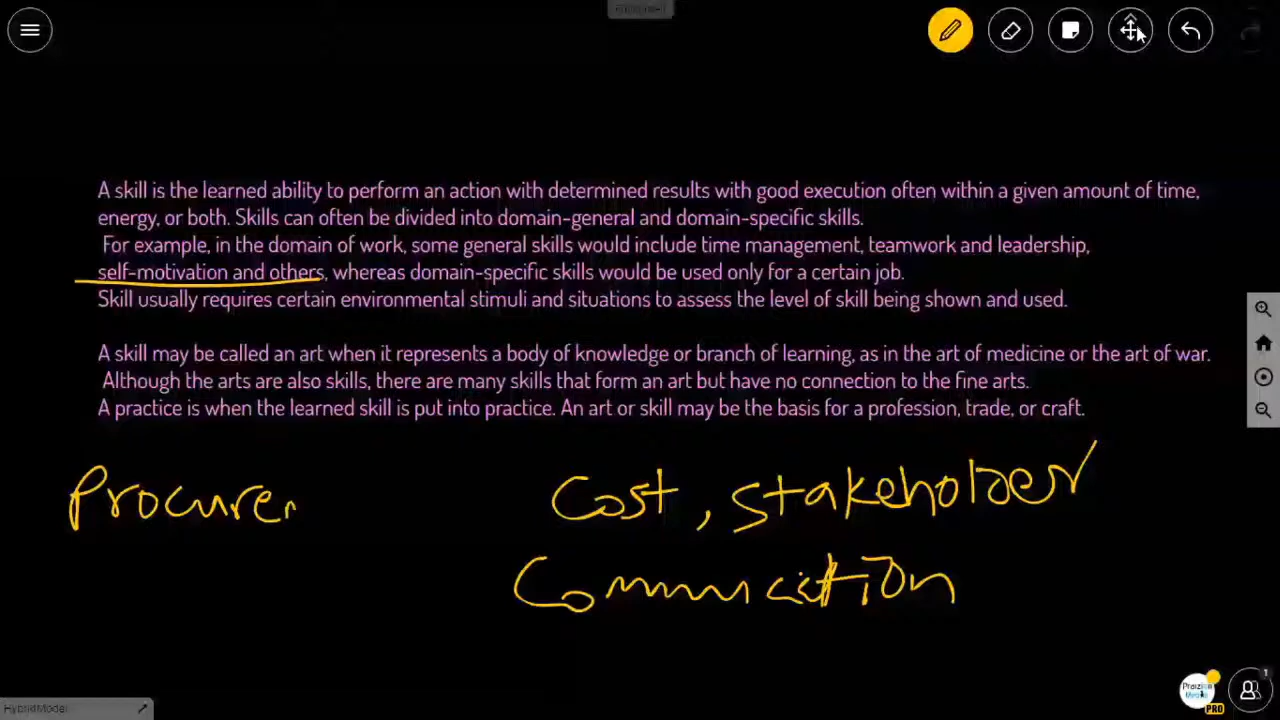 A skill is the learned ability to perform an action with determined results with good execution often within a given amount of time,
energy, or both. Skills can often be divided into domain-general and domain-specific skills.
For example, in the domain of work, some general skills would include time management, teamwork and leadership,
self-motivation and others, whereas domain-specific skills would be used only for a certain job.
Skill usually requires certain environmental stimuli and situations to assess the level of skill being shown and used.
A skill may be called an art when it represents a body of knowledge or branch of learning, as in the art of medicine or the art of war.
Although the arts are also skills, there are many skills that form an art but have no connection to the fine arts.
A practice is when the learned skill is put into practice. An art or skill may be the basis for a profession, trade, or craft.
Procure
Cost, stakeholder
Communication
1
PRO
HybridModel